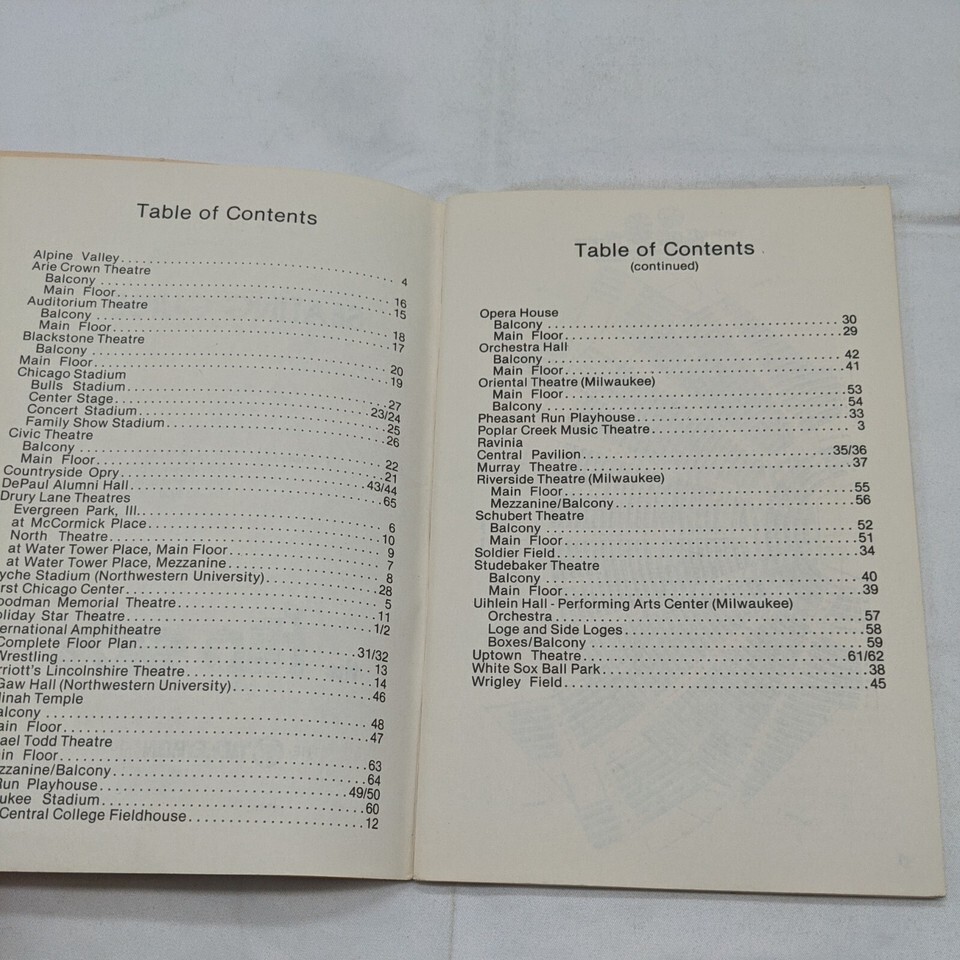 Table of Contents
Alpine Valley 4
Arie Crown Theatre
Balcony 16
Main Floor 15
Auditorium Theatre
Balcony 18
Main Floor 17
Blackstone Theatre
Balcony 20
Main Floor 19
Chicago Stadium
Bulls Stadium 27
Center Stage 23/24
Concert Stadium 25
Family Show Stadium 26
Civic Theatre
Balcony 22
Main Floor 21
Countryside Opry 43/44
DePaul Alumni Hall 65
Drury Lane Theatres
Evergreen Park, Ill. 6
at McCormick Place 10
North Theatre 9
at Water Tower Place, Main Floor 7
at Water Tower Place, Mezzanine 8
yche Stadium (Northwestern University) 28
rst Chicago Center 5
oodman Memorial Theatre 11
oliday Star Theatre 1/2
ernational Amphitheatre
Complete Floor Plan 31/32
Wrestling 13
rriott's Lincolnshire Theatre 14
Gaw Hall (Northwestern University) 46
inah Temple
alcony 48
ain Floor 47
ael Todd Theatre
in Floor 63
zzanine/Balcony 64
Run Playhouse 49/50
ukee Stadium 60
Central College Fieldhouse 12
Table of Contents
(continued)
Opera House
Balcony 30
Main Floor 29
Orchestra Hall
Balcony 42
Main Floor 41
Oriental Theatre (Milwaukee)
Main Floor 53
Balcony 54
Pheasant Run Playhouse 33
Poplar Creek Music Theatre 3
Ravinia
Central Pavilion 35/36
Murray Theatre 37
Riverside Theatre (Milwaukee)
Main Floor 55
Mezzanine/Balcony 56
Schubert Theatre
Balcony 52
Main Floor 51
Soldier Field 34
Studebaker Theatre
Balcony 40
Main Floor 39
Uihlein Hall - Performing Arts Center (Milwaukee)
Orchestra 57
Loge and Side Loges 58
Boxes/Balcony 59
Uptown Theatre 61/62
White Sox Ball Park 38
Wrigley Field 45